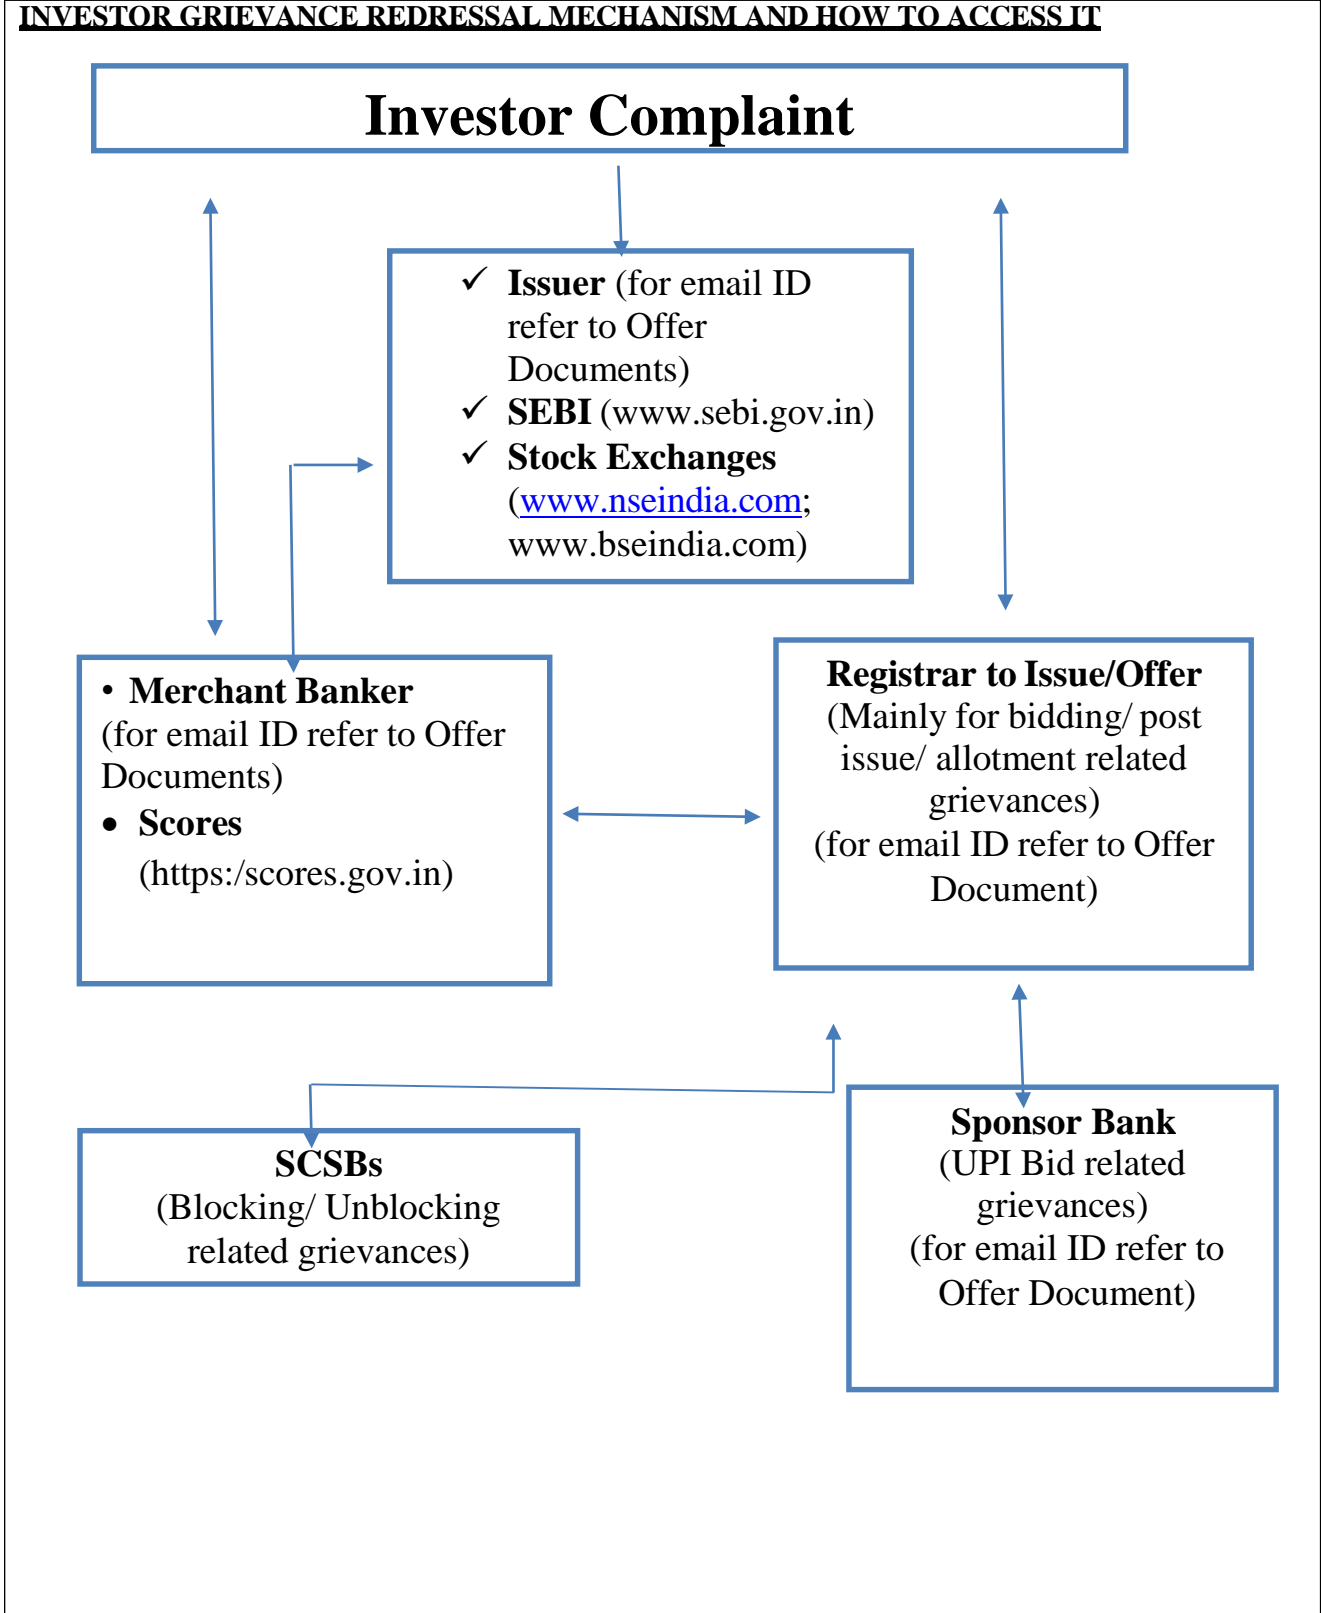 INVESTOR GRIEVANCE REDRESSAL MECHANISM AND HOW TO ACCESS IT
Investor Complaint
✓ Issuer (for email ID
refer to Offer
Documents)
✓ SEBI (www.sebi.gov.in)
✓ Stock Exchanges
(www.nseindia.com;
www.bseindia.com)
• Merchant Banker
(for email ID refer to Offer
Documents)
• Scores
(https:/scores.gov.in)
Registrar to Issue/Offer
(Mainly for bidding/ post
issue/ allotment related
grievances)
(for email ID refer to Offer
Document)
SCSBs
(Blocking/ Unblocking
related grievances)
Sponsor Bank
(UPI Bid related
grievances)
(for email ID refer to
Offer Document)